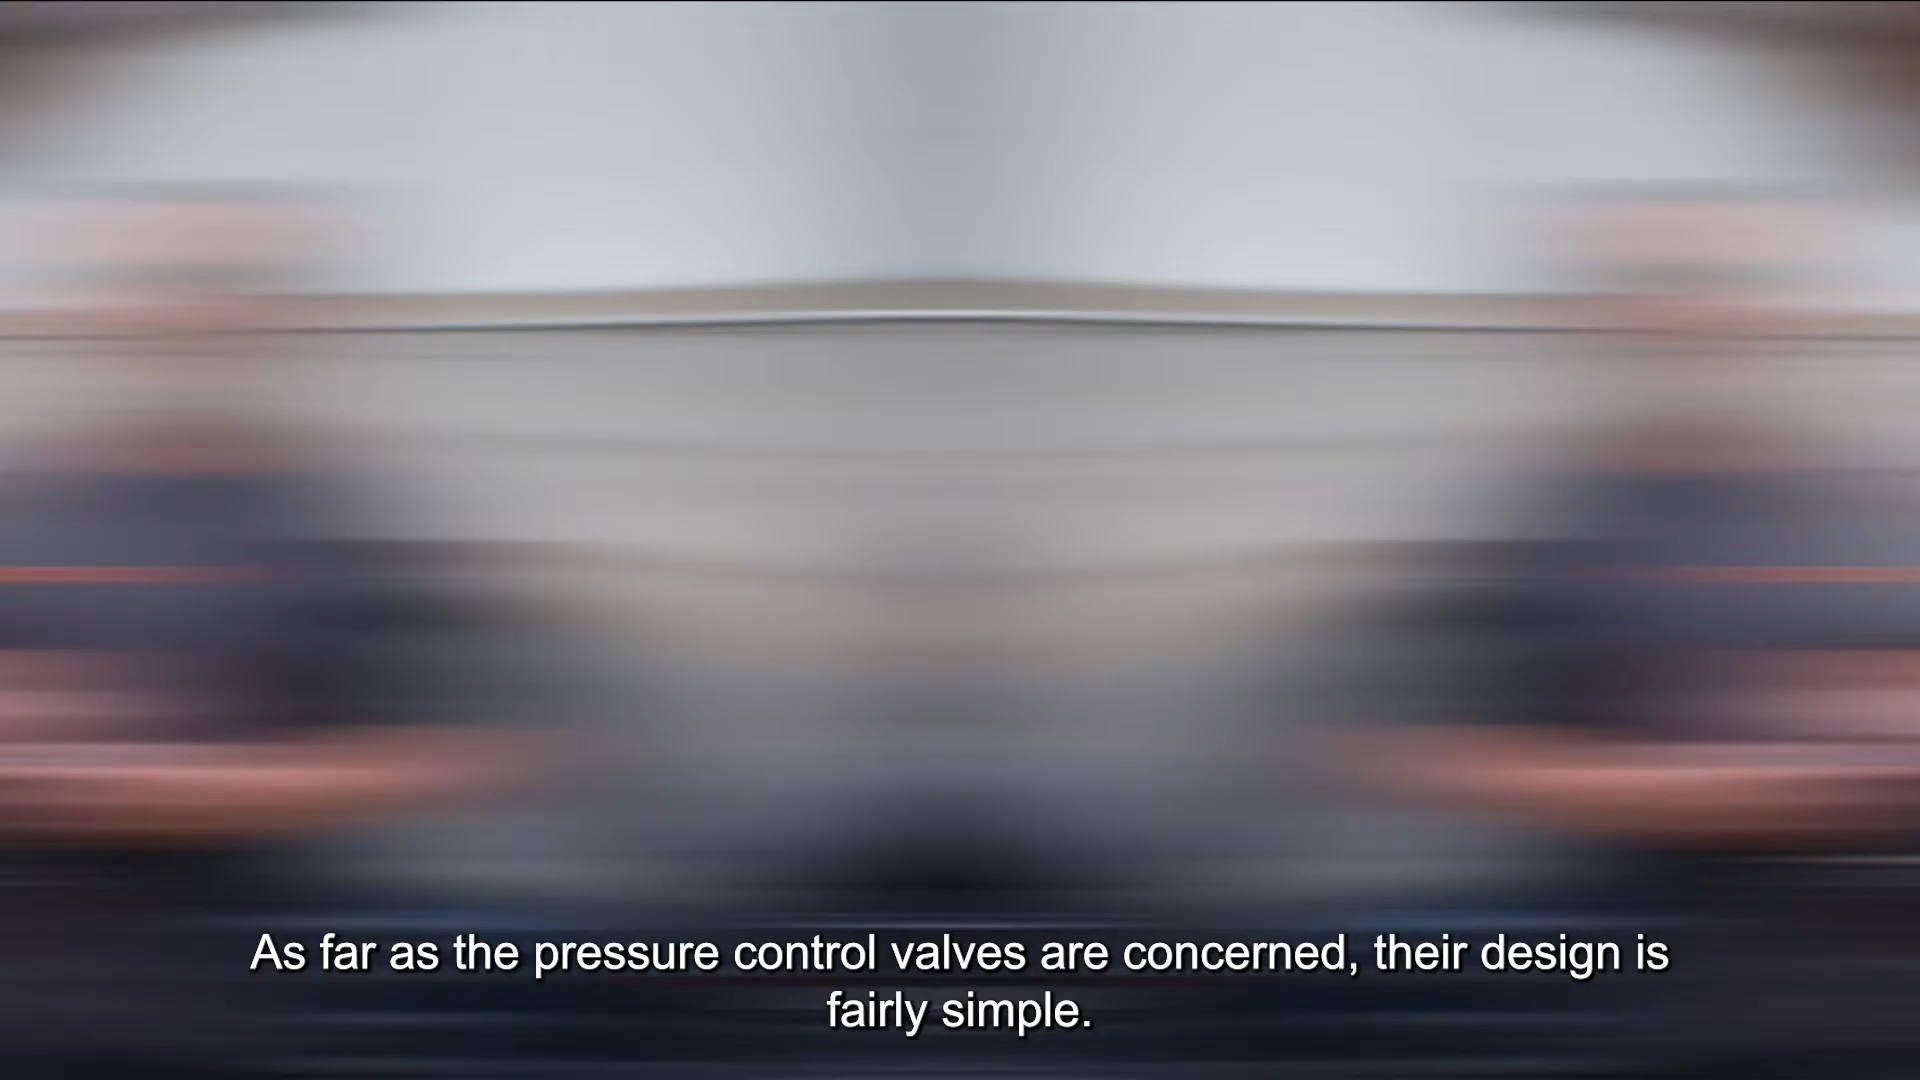 As far as the pressure control valves are concerned, their design is
fairly simple.